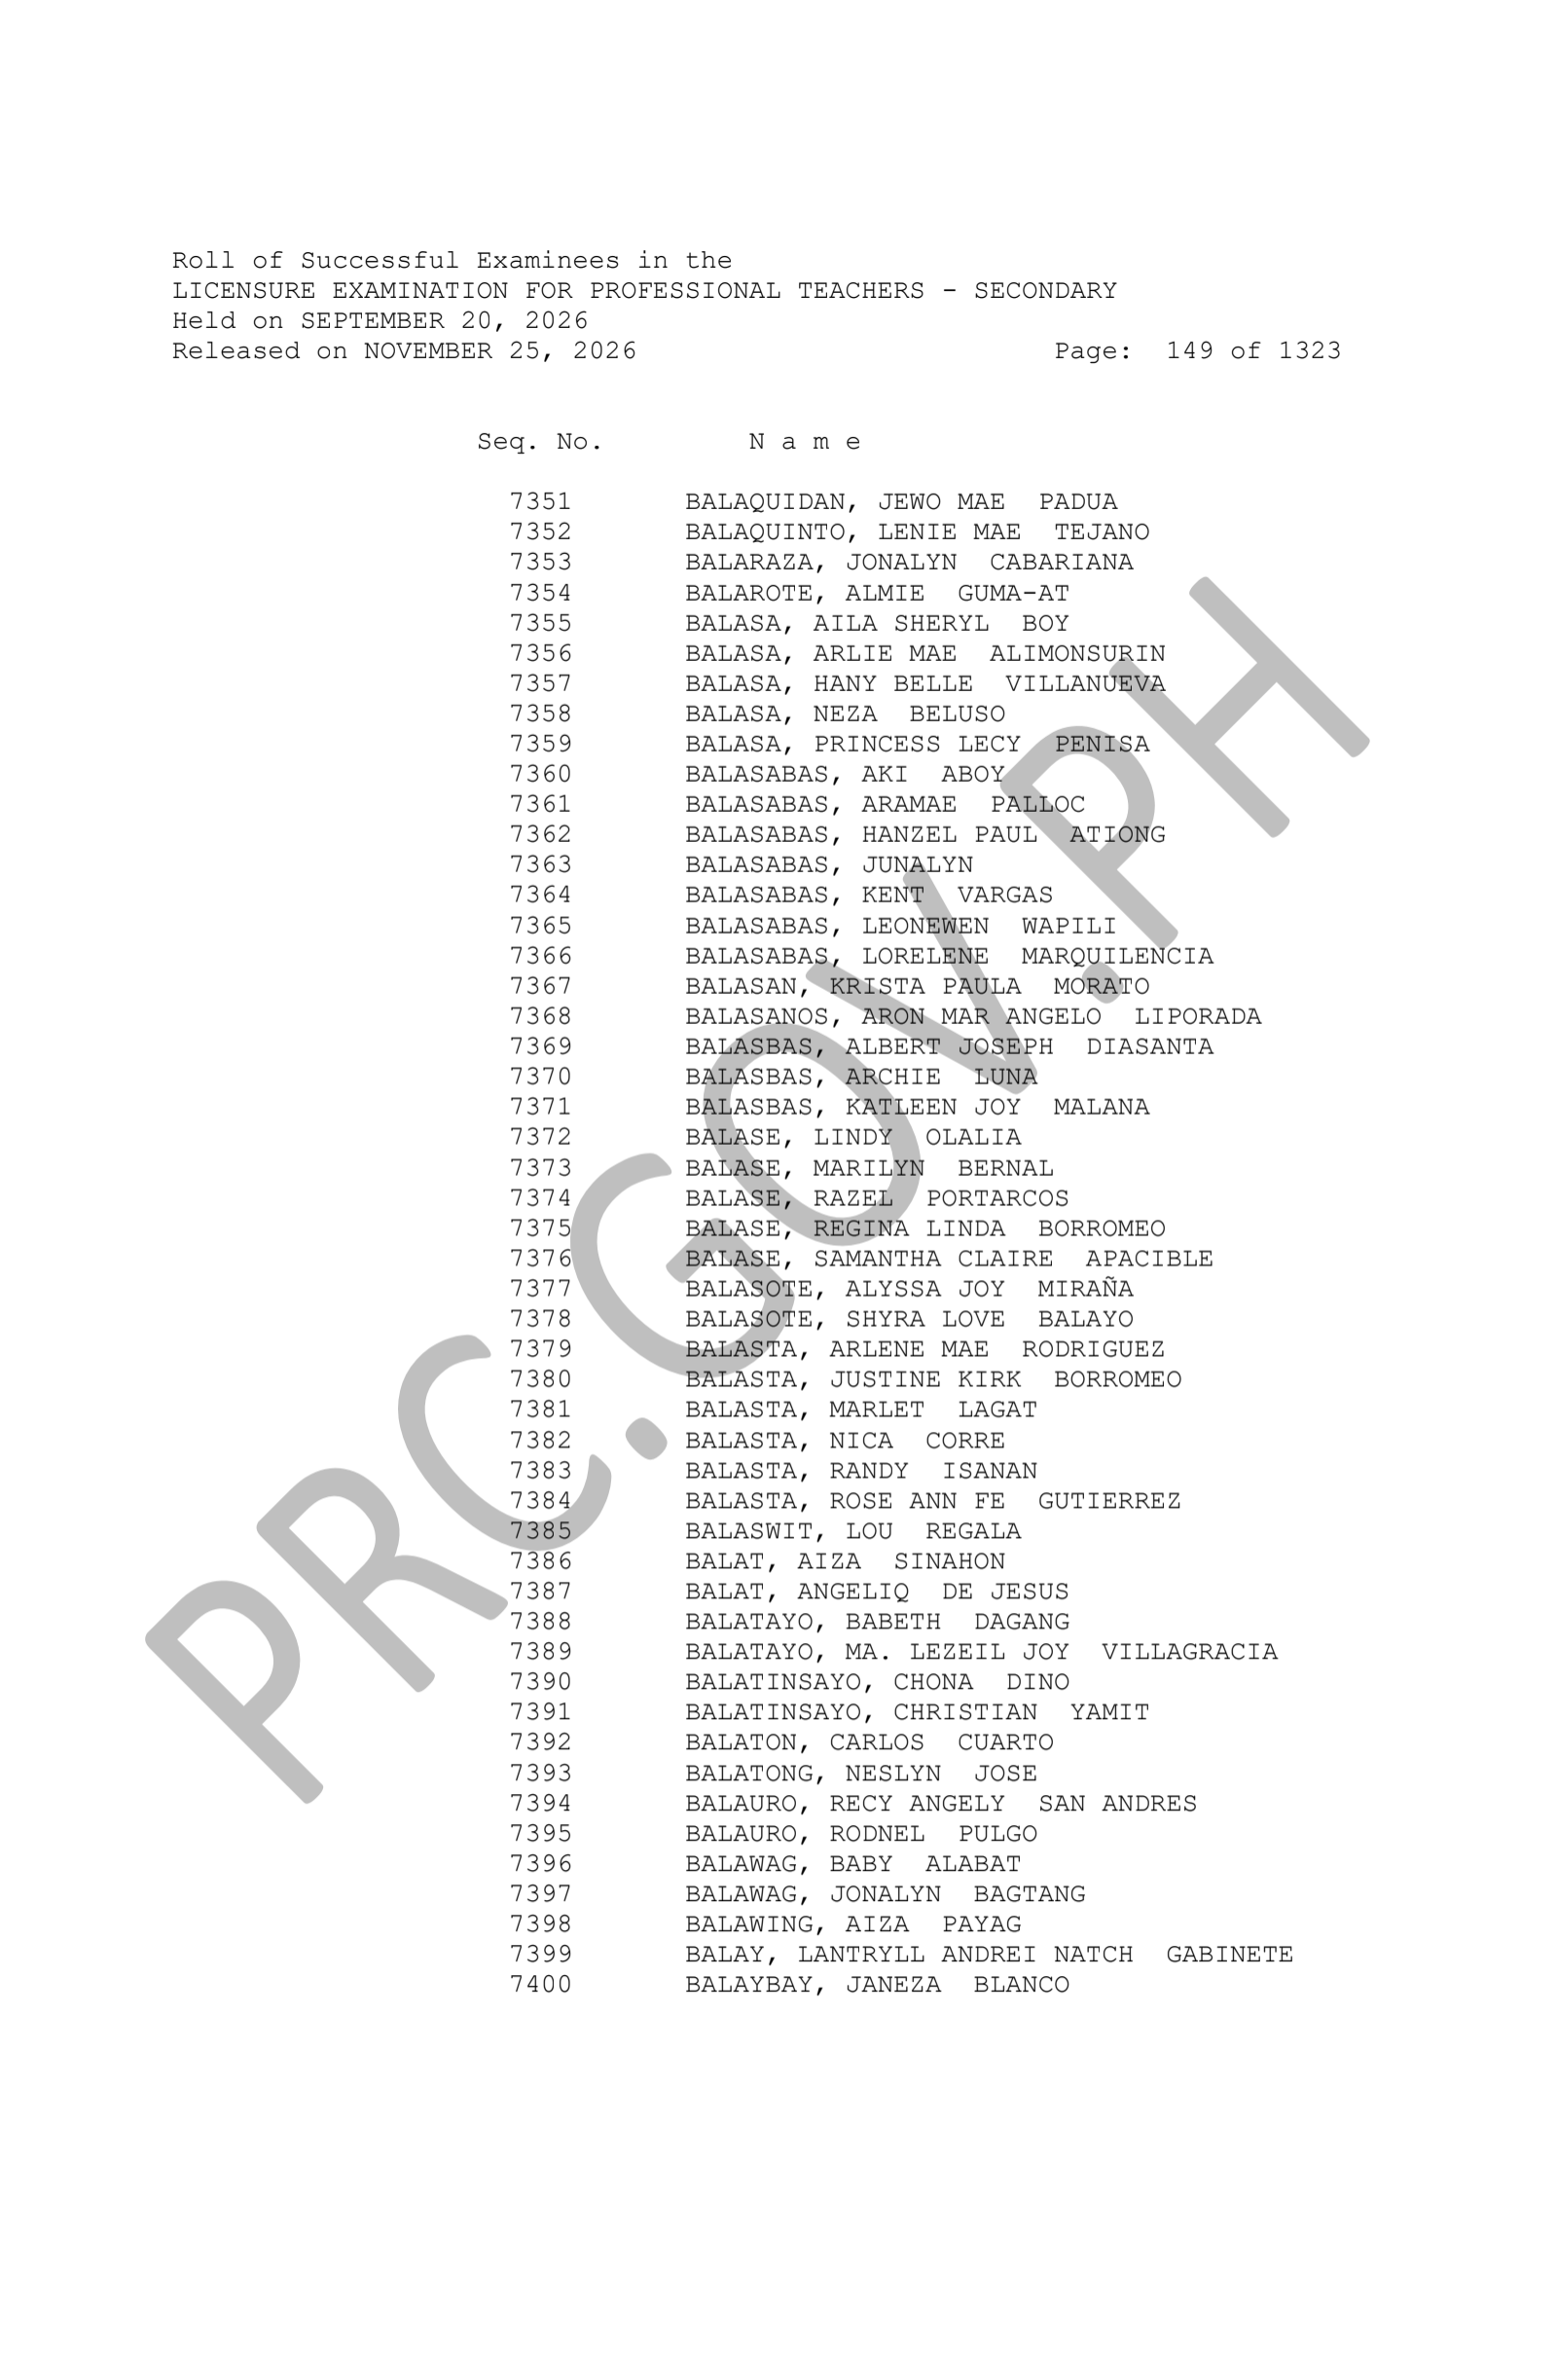 Roll of Successful Examinees in the
LICENSURE EXAMINATION FOR PROFESSIONAL TEACHERS - SECONDARY
Held on SEPTEMBER 20, 2026
Released on NOVEMBER 25, 2026 Page: 149 of 1323
Seq. No. N a m e
7351 BALAQUIDAN, JEWO MAE PADUA
7352 BALAQUINTO, LENIE MAE TEJANO
7353 BALARAZA, JONALYN CABARIANA
7354 BALAROTE, ALMIE GUMA-AT
7355 BALASA, AILA SHERYL BOY
7356 BALASA, ARLIE MAE ALIMONSURIN
7357 BALASA, HANY BELLE VILLANUEVA
7358 BALASA, NEZA BELUSO
7359 BALASA, PRINCESS LECY PENISA
7360 BALASABAS, AKI ABOY
7361 BALASABAS, ARAMAE PALLOC
7362 BALASABAS, HANZEL PAUL ATIONG
7363 BALASABAS, JUNALYN
7364 BALASABAS, KENT VARGAS
7365 BALASABAS, LEONEWEN WAPILI
7366 BALASABAS, LORELENE MARQUILENCIA
7367 BALASAN, KRISTA PAULA MORATO
7368 BALASANOS, ARON MAR ANGELO LIPORADA
7369 BALASBAS, ALBERT JOSEPH DIASANTA
7370 BALASBAS, ARCHIE LUNA
7371 BALASBAS, KATLEEN JOY MALANA
7372 BALASE, LINDY OLALIA
7373 BALASE, MARILYN BERNAL
7374 BALASE, RAZEL PORTARCOS
7375 BALASE, REGINA LINDA BORROMEO
7376 BALASE, SAMANTHA CLAIRE APACIBLE
7377 BALASOTE, ALYSSA JOY MIRAÑA
7378 BALASOTE, SHYRA LOVE BALAYO
7379 BALASTA, ARLENE MAE RODRIGUEZ
7380 BALASTA, JUSTINE KIRK BORROMEO
7381 BALASTA, MARLET LAGAT
7382 BALASTA, NICA CORRE
7383 BALASTA, RANDY ISANAN
7384 BALASTA, ROSE ANN FE GUTIERREZ
7385 BALASWIT, LOU REGALA
7386 BALAT, AIZA SINAHON
7387 BALAT, ANGELIQ DE JESUS
7388 BALATAYO, BABETH DAGANG
7389 BALATAYO, MA. LEZEIL JOY VILLAGRACIA
7390 BALATINSAYO, CHONA DINO
7391 BALATINSAYO, CHRISTIAN YAMIT
7392 BALATON, CARLOS CUARTO
7393 BALATONG, NESLYN JOSE
7394 BALAURO, RECY ANGELY SAN ANDRES
7395 BALAURO, RODNEL PULGO
7396 BALAWAG, BABY ALABAT
7397 BALAWAG, JONALYN BAGTANG
7398 BALAWING, AIZA PAYAG
7399 BALAY, LANTRYLL ANDREI NATCH GABINETE
7400 BALAYBAY, JANEZA BLANCO
PRC.GOV.PH